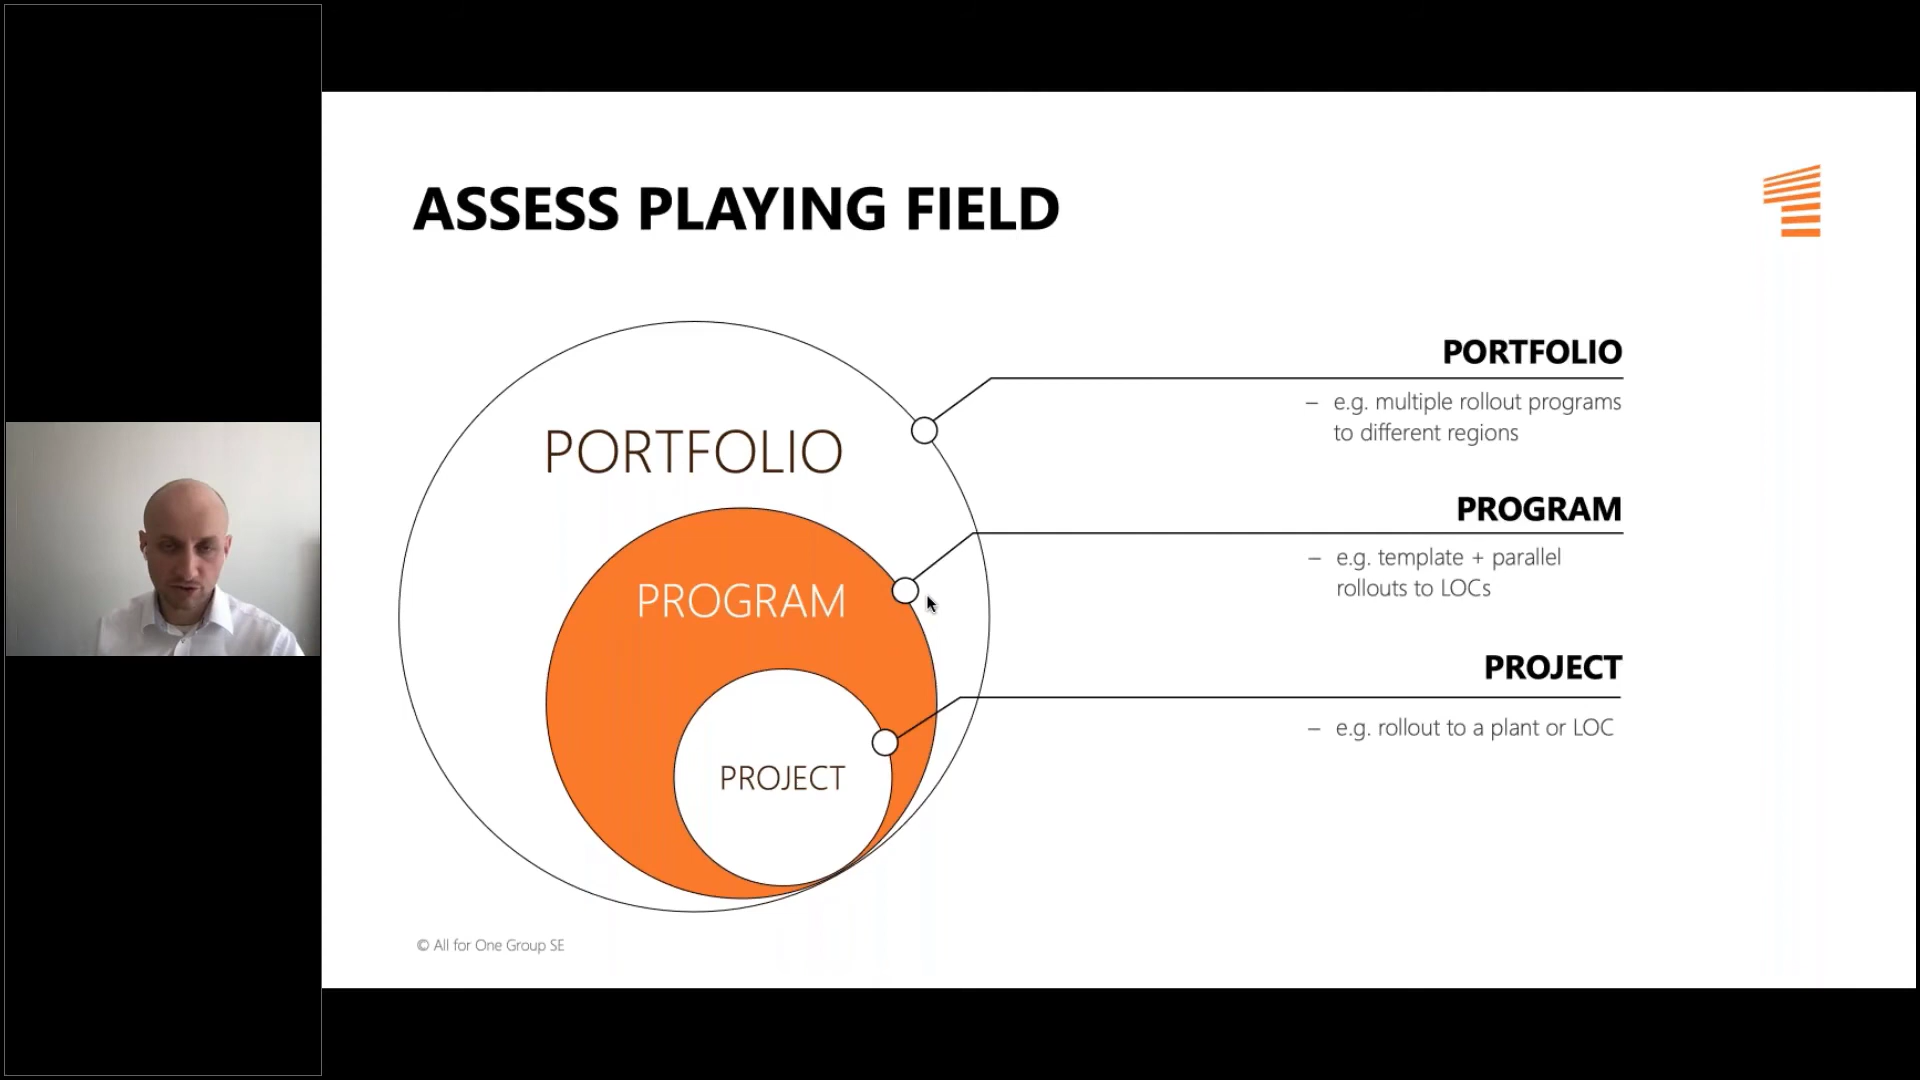 ASSESS PLAYING FIELD
PORTFOLIO
PROGRAM
PROJECT
PORTFOLIO
– e.g. multiple rollout programs
to different regions
PROGRAM
– e.g. template + parallel
rollouts to LOCs
PROJECT
– e.g. rollout to a plant or LOC
© All for One Group SE